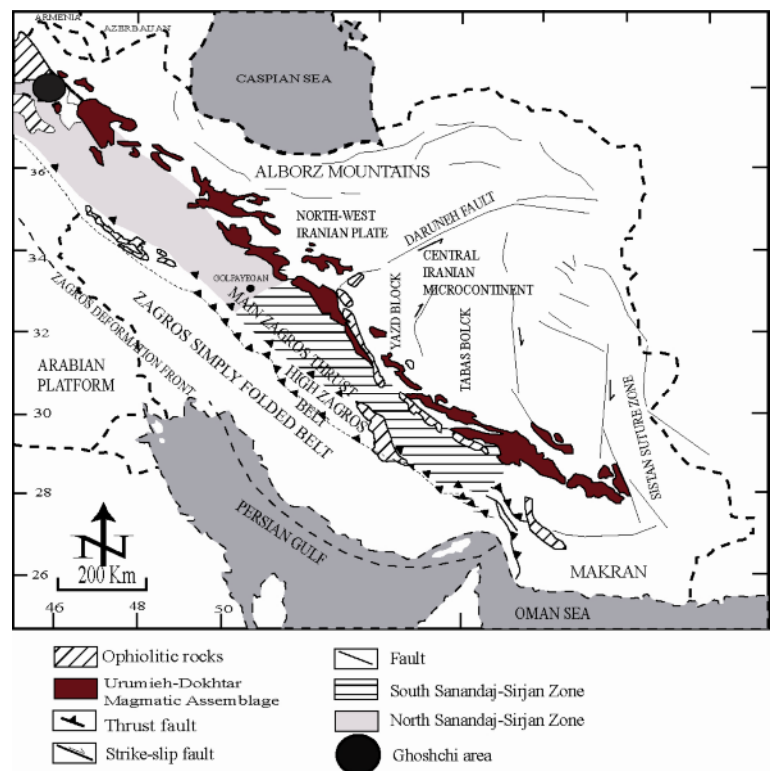 ARMENIA
AZERBAIJAN
CASPIAN SEA
ALBORZ MOUNTAINS
36
NORTH-WEST
IRANIAN PLATE
DARUNEH FAULT
34
CENTRAL
IRANIAN
MICROCONTINENT
GOLPAYEGAN
YAZD BLOCK
TABAS BOLCK
32
MAIN ZAGROS THRUST
ZAGROS DEFORMATION FRONT
ZAGROS SIMPLY FOLDED BELT
HIGH ZAGROS
BELT
ARABIAN
PLATFORM
30
SISTAN SUTURE ZONE
28
PERSIAN GULF
N
26
200 Km
MAKRAN
46
48
50
OMAN SEA
Ophiolitic rocks
Urumieh-Dokhtar
Magmatic Assemblage
Thrust fault
Strike-slip fault
Fault
South Sanandaj-Sirjan Zone
North Sanandaj-Sirjan Zone
Ghoshchi area